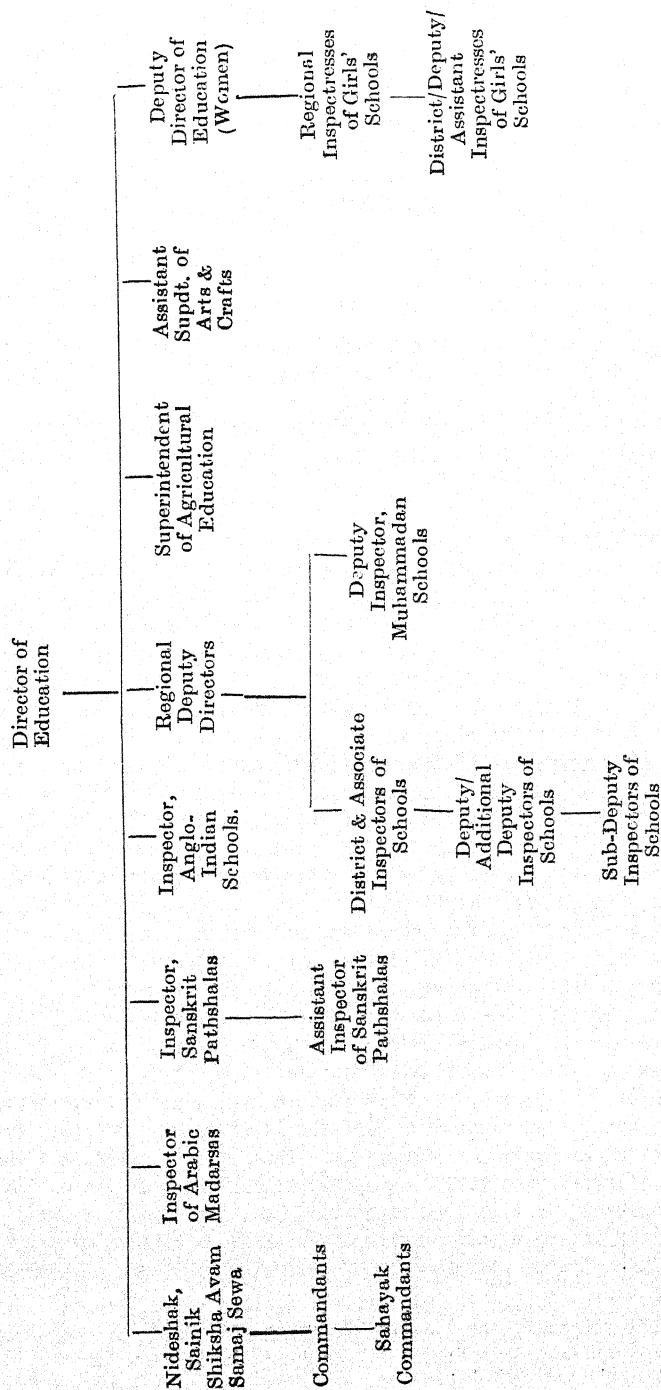 Director of
Education
Nideshak,
Sainik
Shiksha Avam
Samaj Sewa
Commandants
Sahayak
Commandants
Inspector
of Arabic
Madarsas
Inspector,
Sanskrit
Pathshalas
Assistant
Inspector
of Sanskrit
Pathshalas
Inspector,
Anglo-
Indian
Schools.
Regional
Deputy
Directors
District & Associate
Inspectors of
Schools
Deputy/
Additional
Deputy
Inspectors of
Schools
Sub-Deputy
Inspectors of
Schools
Deputy
Inspector,
Muhammadan
Schools
Superintendent
of Agricultural
Education
Assistant
Supdt. of
Arts &
Crafts
Deputy
Director of
Education
(Women)
Regional
Inspectresses
of Girls'
Schools
District/Deputy/
Assistant
Inspectresses
of Girls'
Schools